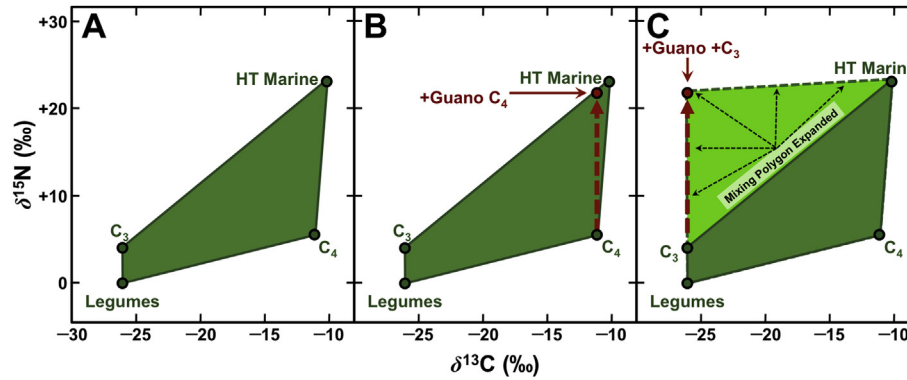 A
B
C
+30
+20
+10
0
δ¹⁵N (‰)
HT Marine
C₃
C₄
Legumes
HT Marine
+Guano C₄
C₃
C₄
Legumes
+Guano +C₃
HT Marin
Mixing Polygon Expanded
C₃
C₄
Legumes
−30 −25 −20 −15 −10 −25 −20 −15 −10 −25 −20 −15 −10
δ¹³C (‰)